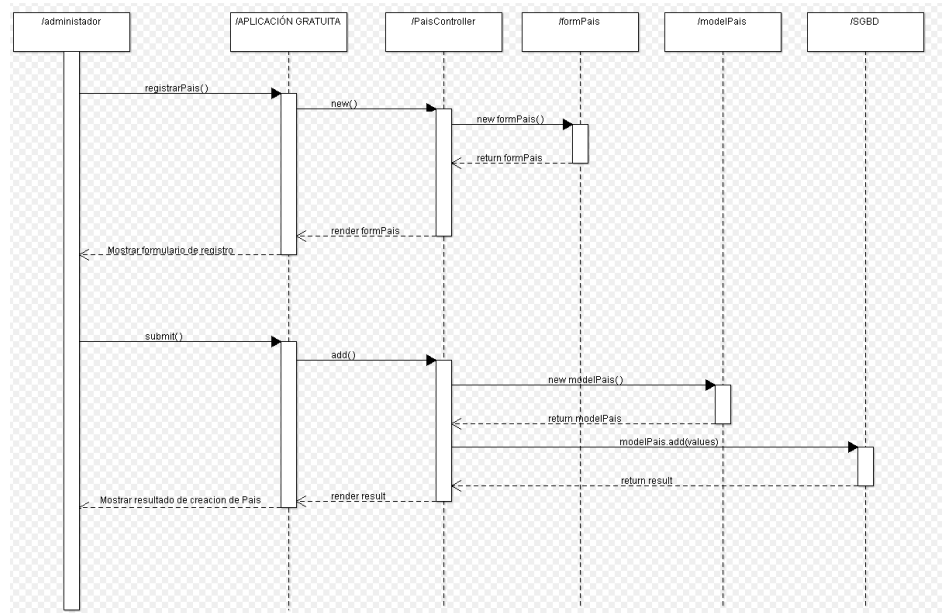 /administador
/APLICACIÓN GRATUITA
/PaisController
/formPais
/modelPais
/SGBD
registrarPais()
new()
new formPais()
return formPais
render formPais
Mostrar formulario de registro
submit()
add()
new modelPais()
return modelPais
modelPais.add(values)
return result
render result
Mostrar resultado de creacion de Pais